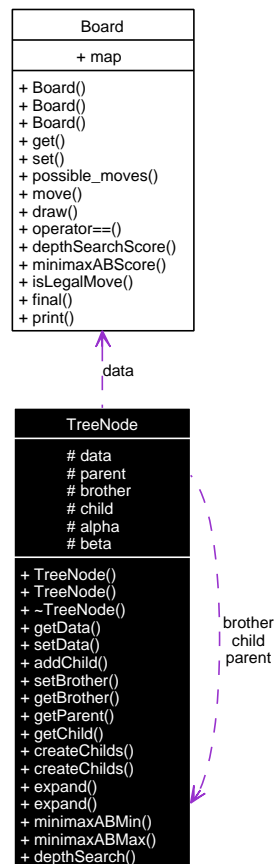 Board
+ map
+ Board()
+ Board()
+ Board()
+ get()
+ set()
+ possible_moves()
+ move()
+ draw()
+ operator==()
+ depthSearchScore()
+ minimaxABScore()
+ isLegalMove()
+ final()
+ print()
data
TreeNode
# data
# parent
# brother
# child
# alpha
# beta
+ TreeNode()
+ TreeNode()
+ ~TreeNode()
+ getData()
+ setData()
+ addChild()
+ setBrother()
+ getBrother()
+ getParent()
+ getChild()
+ createChilds()
+ createChilds()
+ expand()
+ expand()
+ minimaxABMin()
+ minimaxABMax()
+ depthSearch()
brother
child
parent